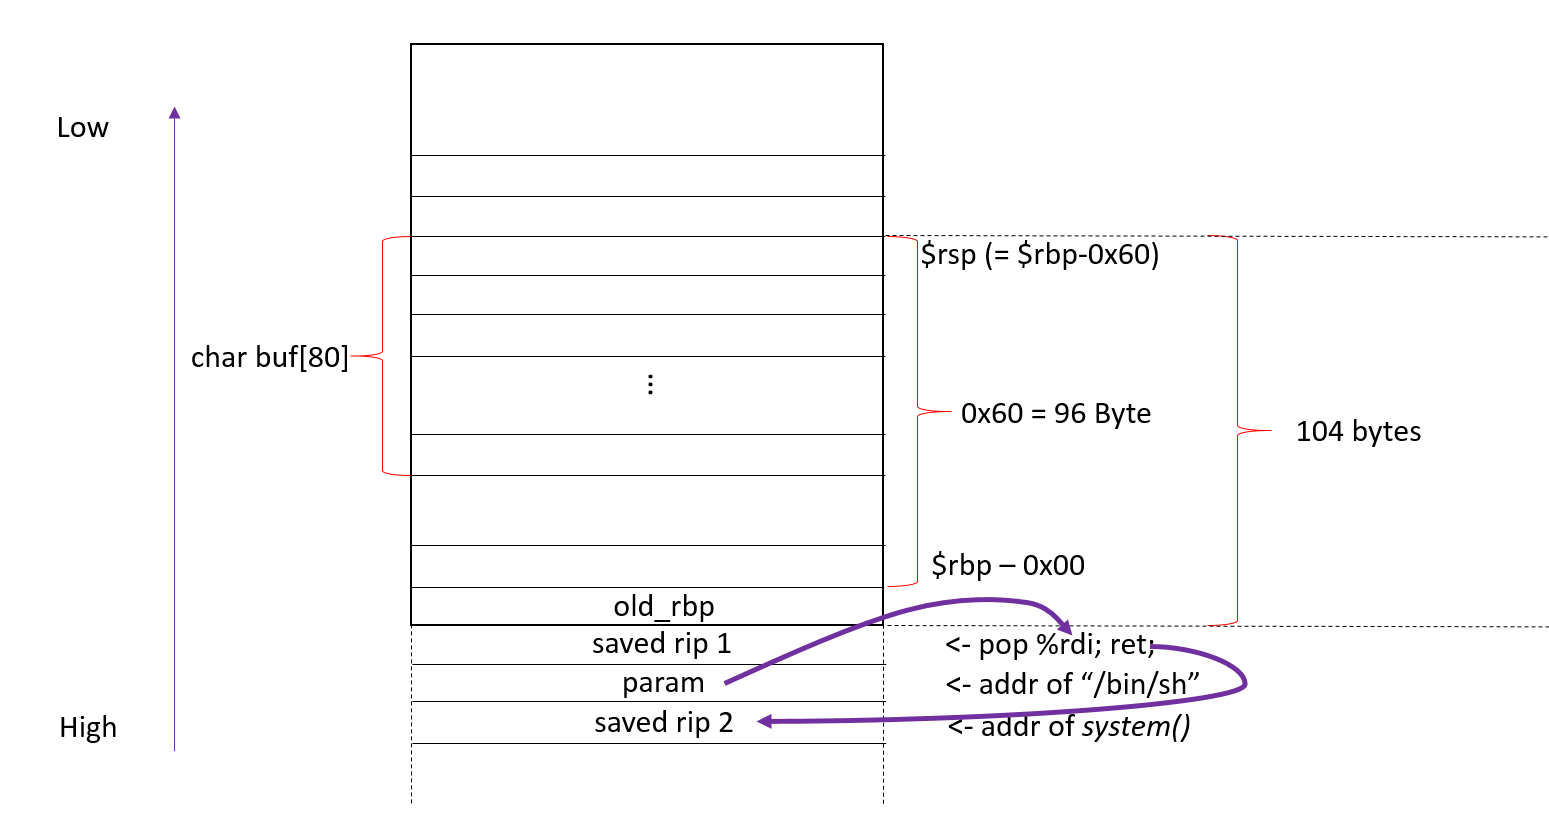 Low
$rsp (= $rbp-0x60)
char buf[80]
⋮
0x60 = 96 Byte
104 bytes
$rbp – 0x00
old_rbp
saved rip 1
<- pop %rdi; ret;
param
<- addr of “/bin/sh”
High
saved rip 2
<- addr of system()